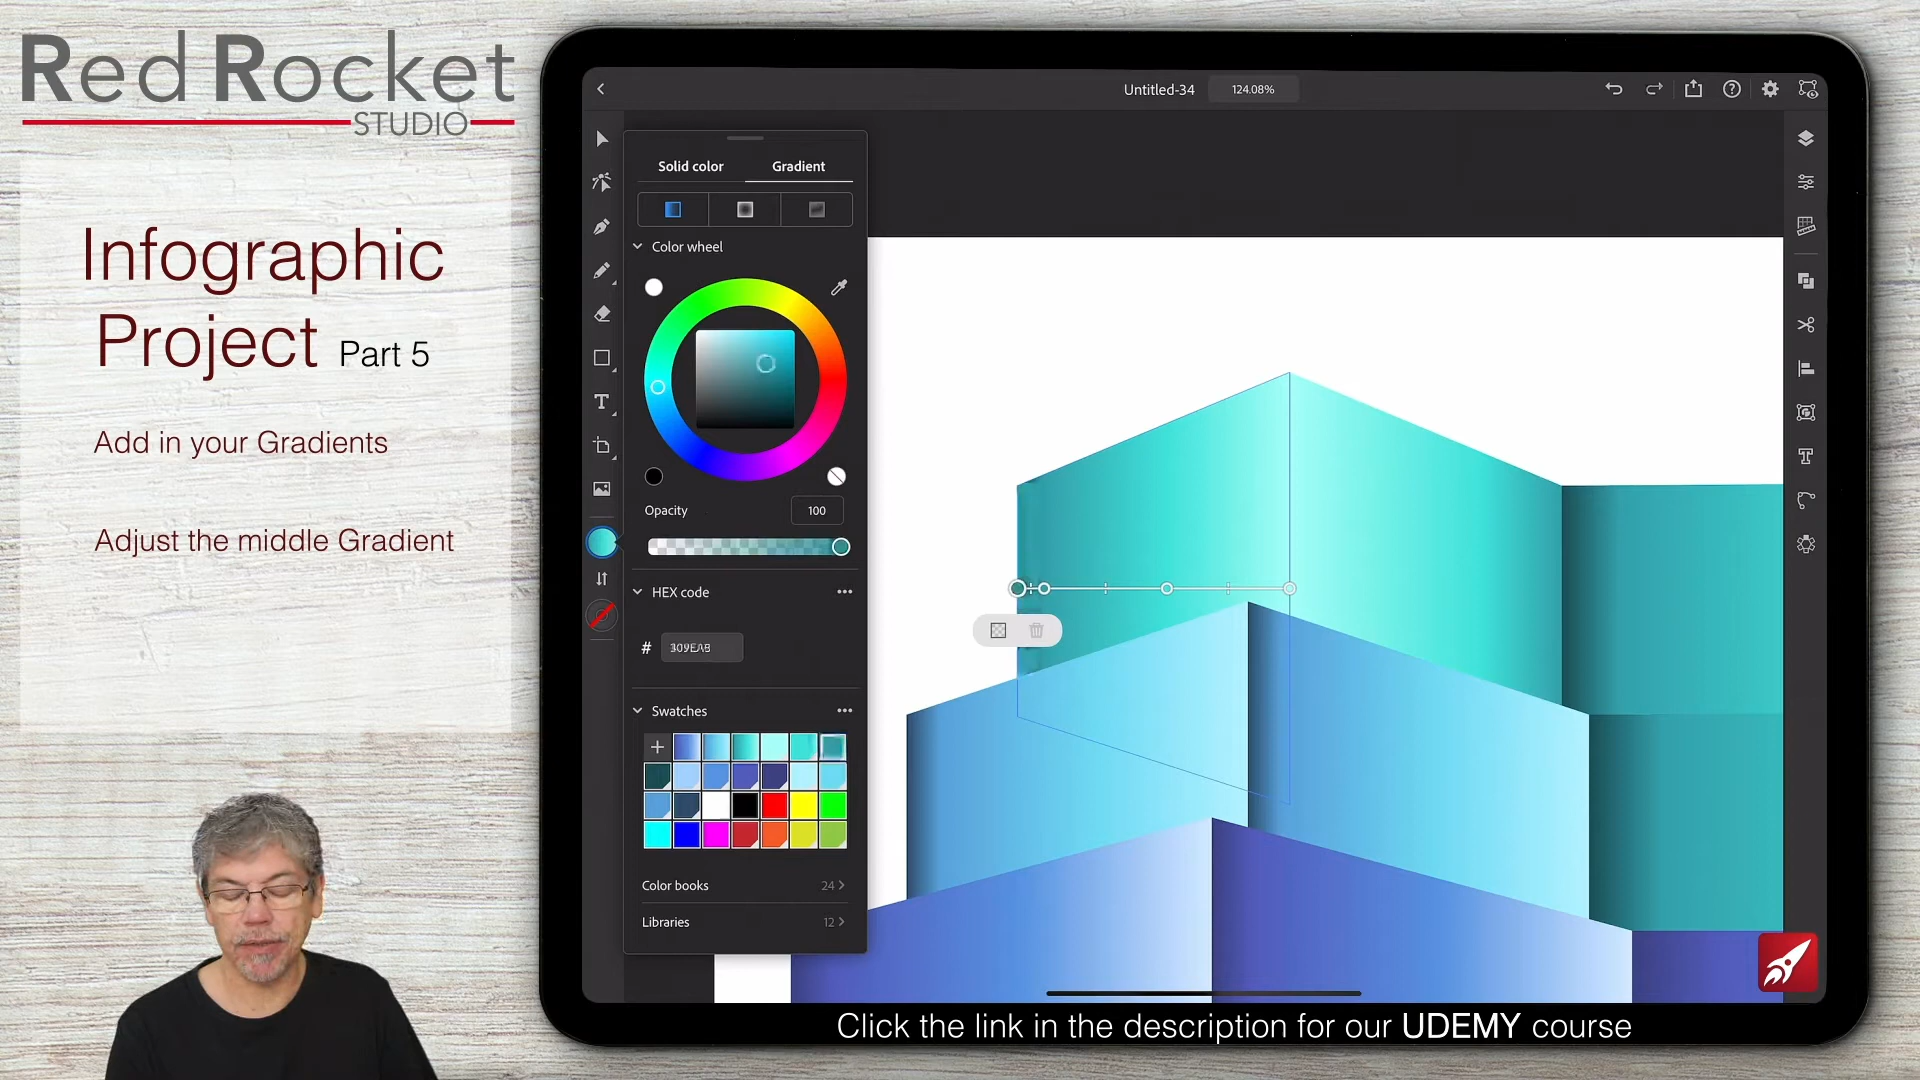 Red Rocket
STUDIO
Infographic
Project Part 5
Add in your Gradients
Adjust the middle Gradient
Untitled-34
124.08%
Solid color
Gradient
Color wheel
Opacity
100
HEX code
# 309EAB
Swatches
Color books
24
Libraries
12
Click the link in the description for our UDEMY course